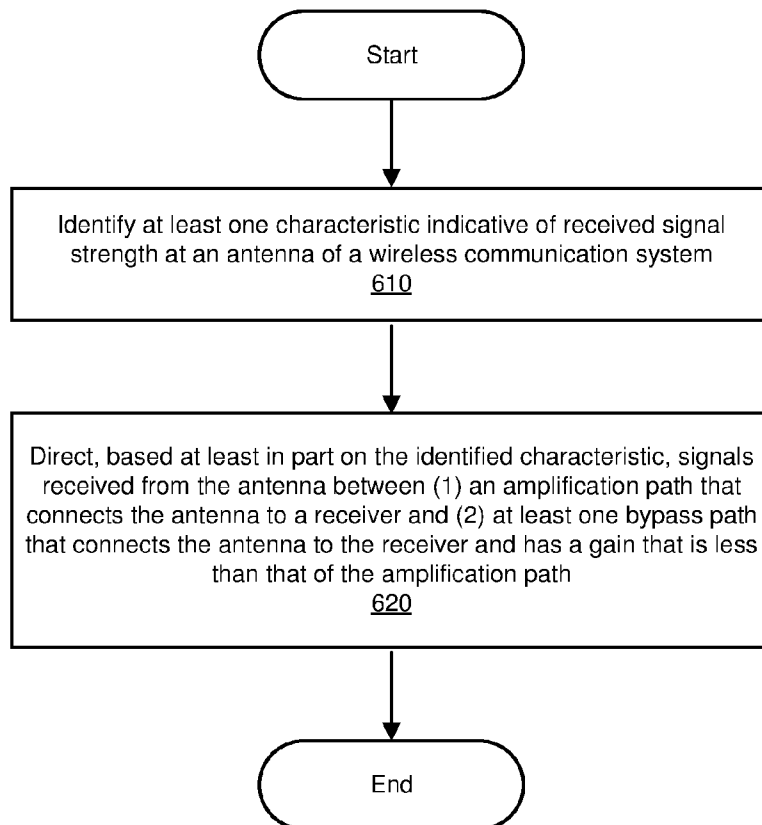 Start
Identify at least one characteristic indicative of received signal
strength at an antenna of a wireless communication system
610
Direct, based at least in part on the identified characteristic, signals
received from the antenna between (1) an amplification path that
connects the antenna to a receiver and (2) at least one bypass path
that connects the antenna to the receiver and has a gain that is less
than that of the amplification path
620
End